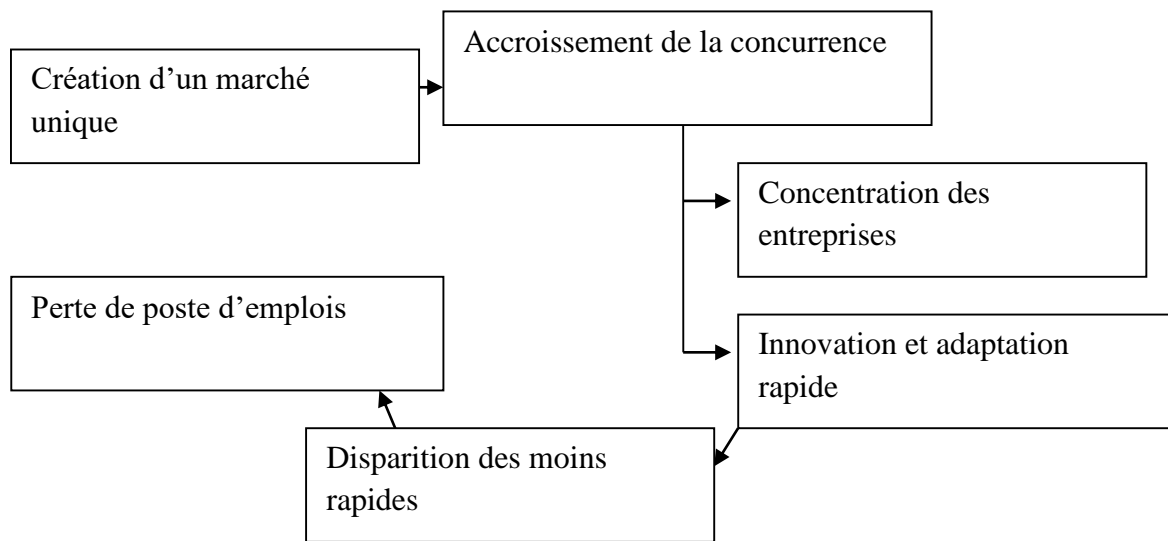 Création d’un marché
unique
Accroissement de la concurrence
Concentration des
entreprises
Innovation et adaptation
rapide
Disparition des moins
rapides
Perte de poste d’emplois